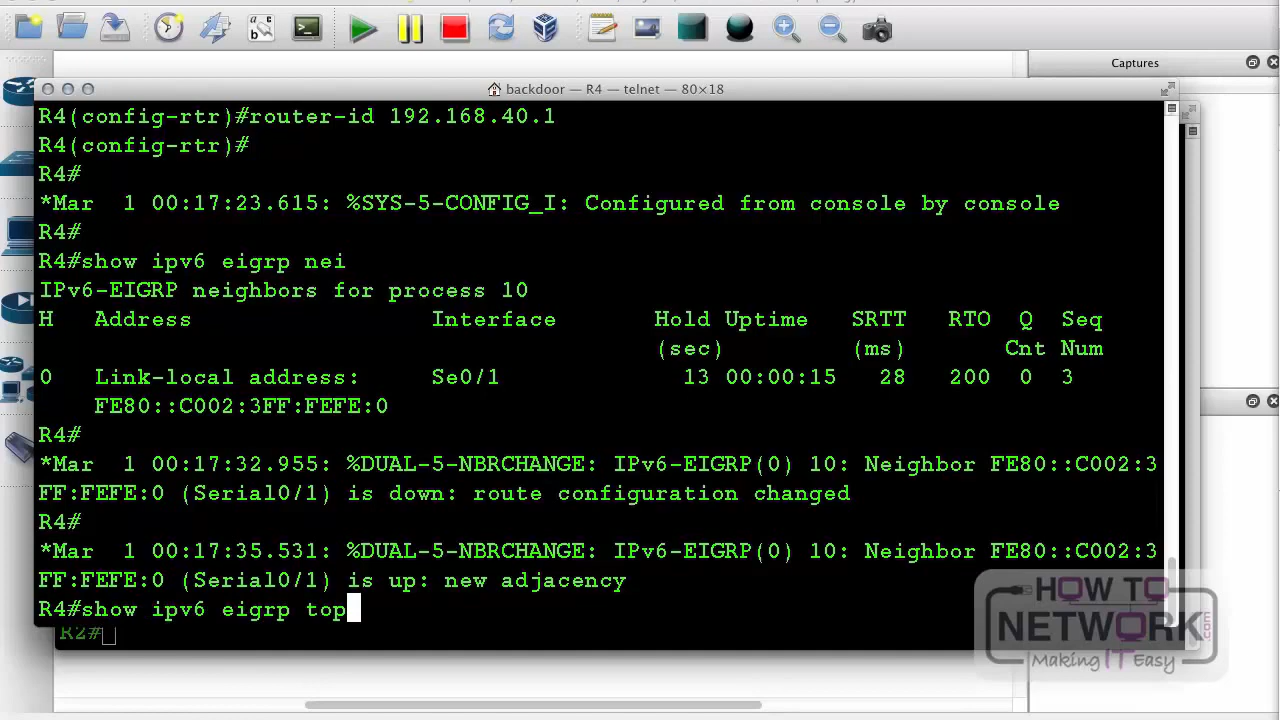 Captures
backdoor — R4 — telnet — 80×18
R4(config-rtr)#router-id 192.168.40.1
R4(config-rtr)#
R4#
*Mar  1 00:17:23.615: %SYS-5-CONFIG_I: Configured from console by console
R4#
R4#show ipv6 eigrp nei
IPv6-EIGRP neighbors for process 10
H   Address                 Interface       Hold Uptime   SRTT   RTO  Q  Seq
(sec)         (ms)       Cnt Num
0   Link-local address:     Se0/1             13 00:00:15   28   200  0  3
FE80::C002:3FF:FEFE:0
R4#
*Mar  1 00:17:32.955: %DUAL-5-NBRCHANGE: IPv6-EIGRP(0) 10: Neighbor FE80::C002:3
FF:FEFE:0 (Serial0/1) is down: route configuration changed
R4#
*Mar  1 00:17:35.531: %DUAL-5-NBRCHANGE: IPv6-EIGRP(0) 10: Neighbor FE80::C002:3
FF:FEFE:0 (Serial0/1) is up: new adjacency
R4#show ipv6 eigrp top
R2#
HOW TO
NETWORK.com
Making IT Easy